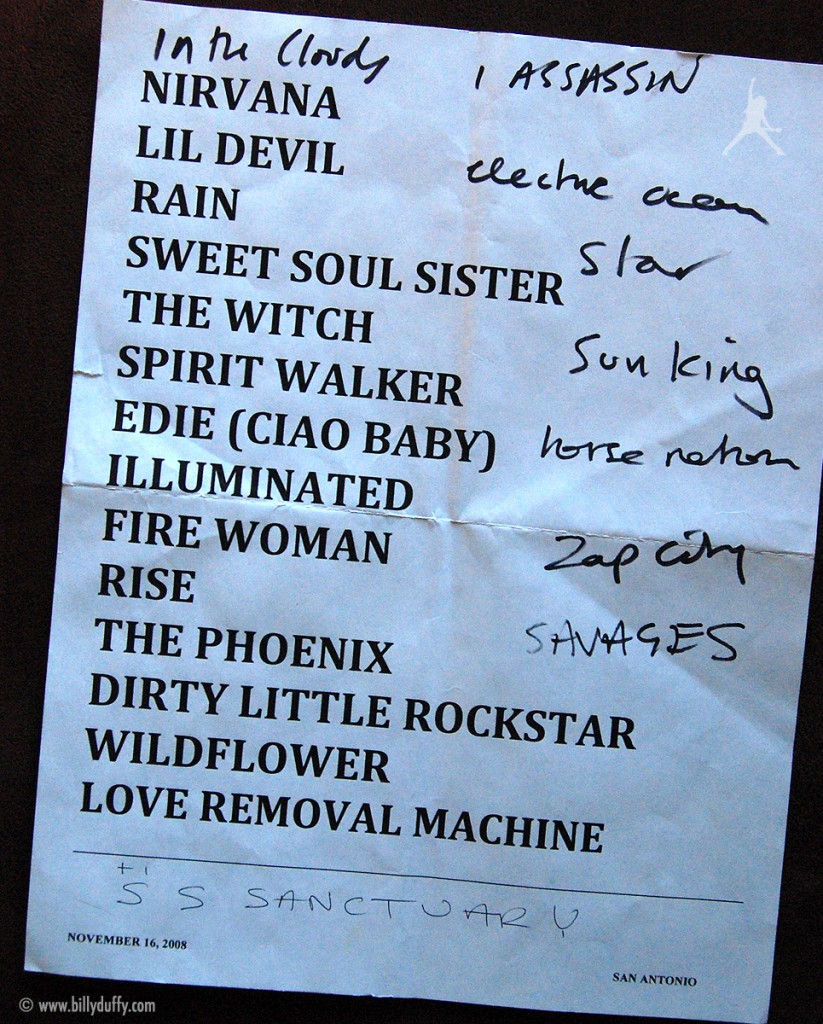 In the Clouds
NIRVANA
LIL DEVIL
RAIN
SWEET SOUL SISTER
THE WITCH
SPIRIT WALKER
EDIE (CIAO BABY)
ILLUMINATED
FIRE WOMAN
RISE
THE PHOENIX
DIRTY LITTLE ROCKSTAR
WILDFLOWER
LOVE REMOVAL MACHINE
I ASSASSIN
electric ocean
Star
Sun King
horse nation
Zap City
SAVAGES
+1
S S SANCTUARY
NOVEMBER 16, 2008
SAN ANTONIO
© www.billyduffy.com